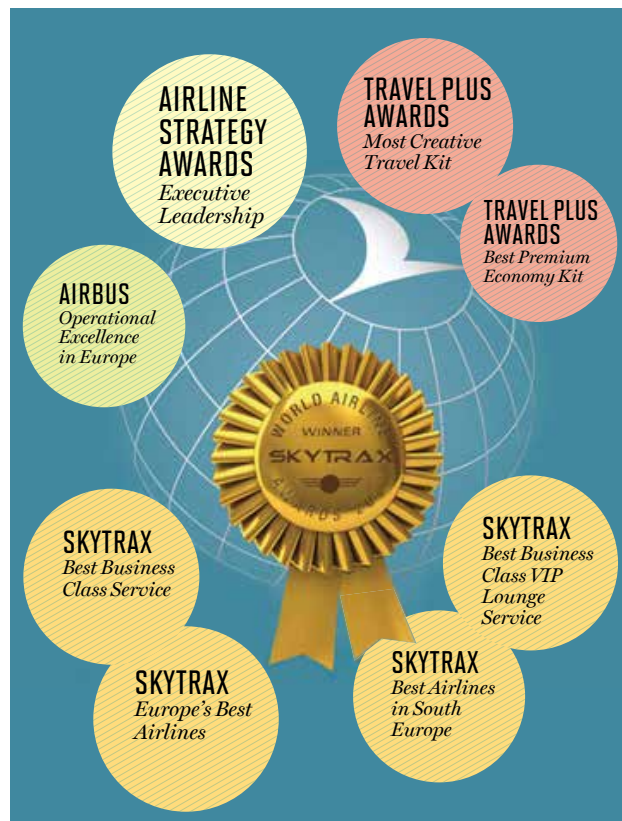 AIRLINE
STRATEGY
AWARDS
Executive
Leadership
TRAVEL PLUS
AWARDS
Most Creative
Travel Kit
TRAVEL PLUS
AWARDS
Best Premium
Economy Kit
AIRBUS
Operational
Excellence
in Europe
WORLD AIRLINE
WINNER
SKYTRAX
AWARDS
SKYTRAX
Best Business
Class Service
SKYTRAX
Best Business
Class VIP
Lounge
Service
SKYTRAX
Europe's Best
Airlines
SKYTRAX
Best Airlines
in South
Europe